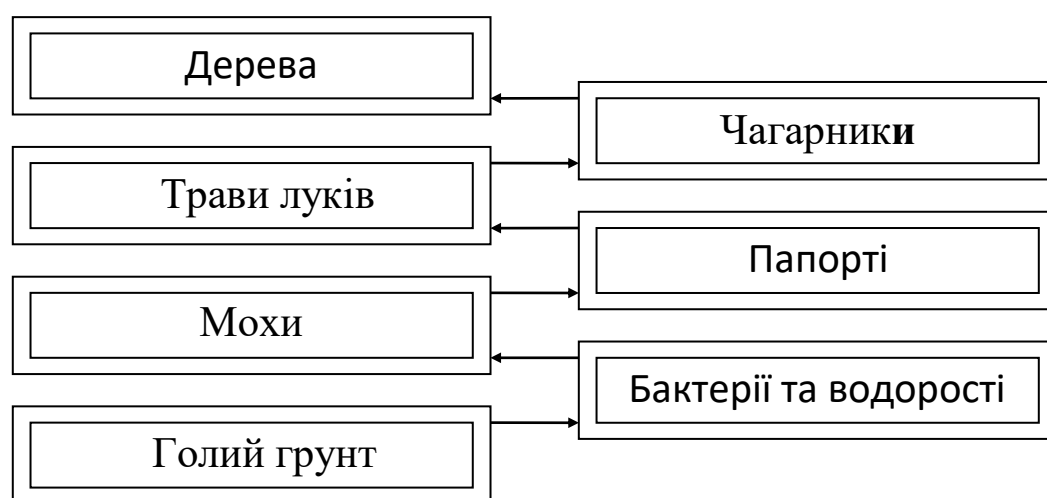 Дерева
Чагарники
Трави луків
Папорті
Мохи
Бактерії та водорості
Голий грунт